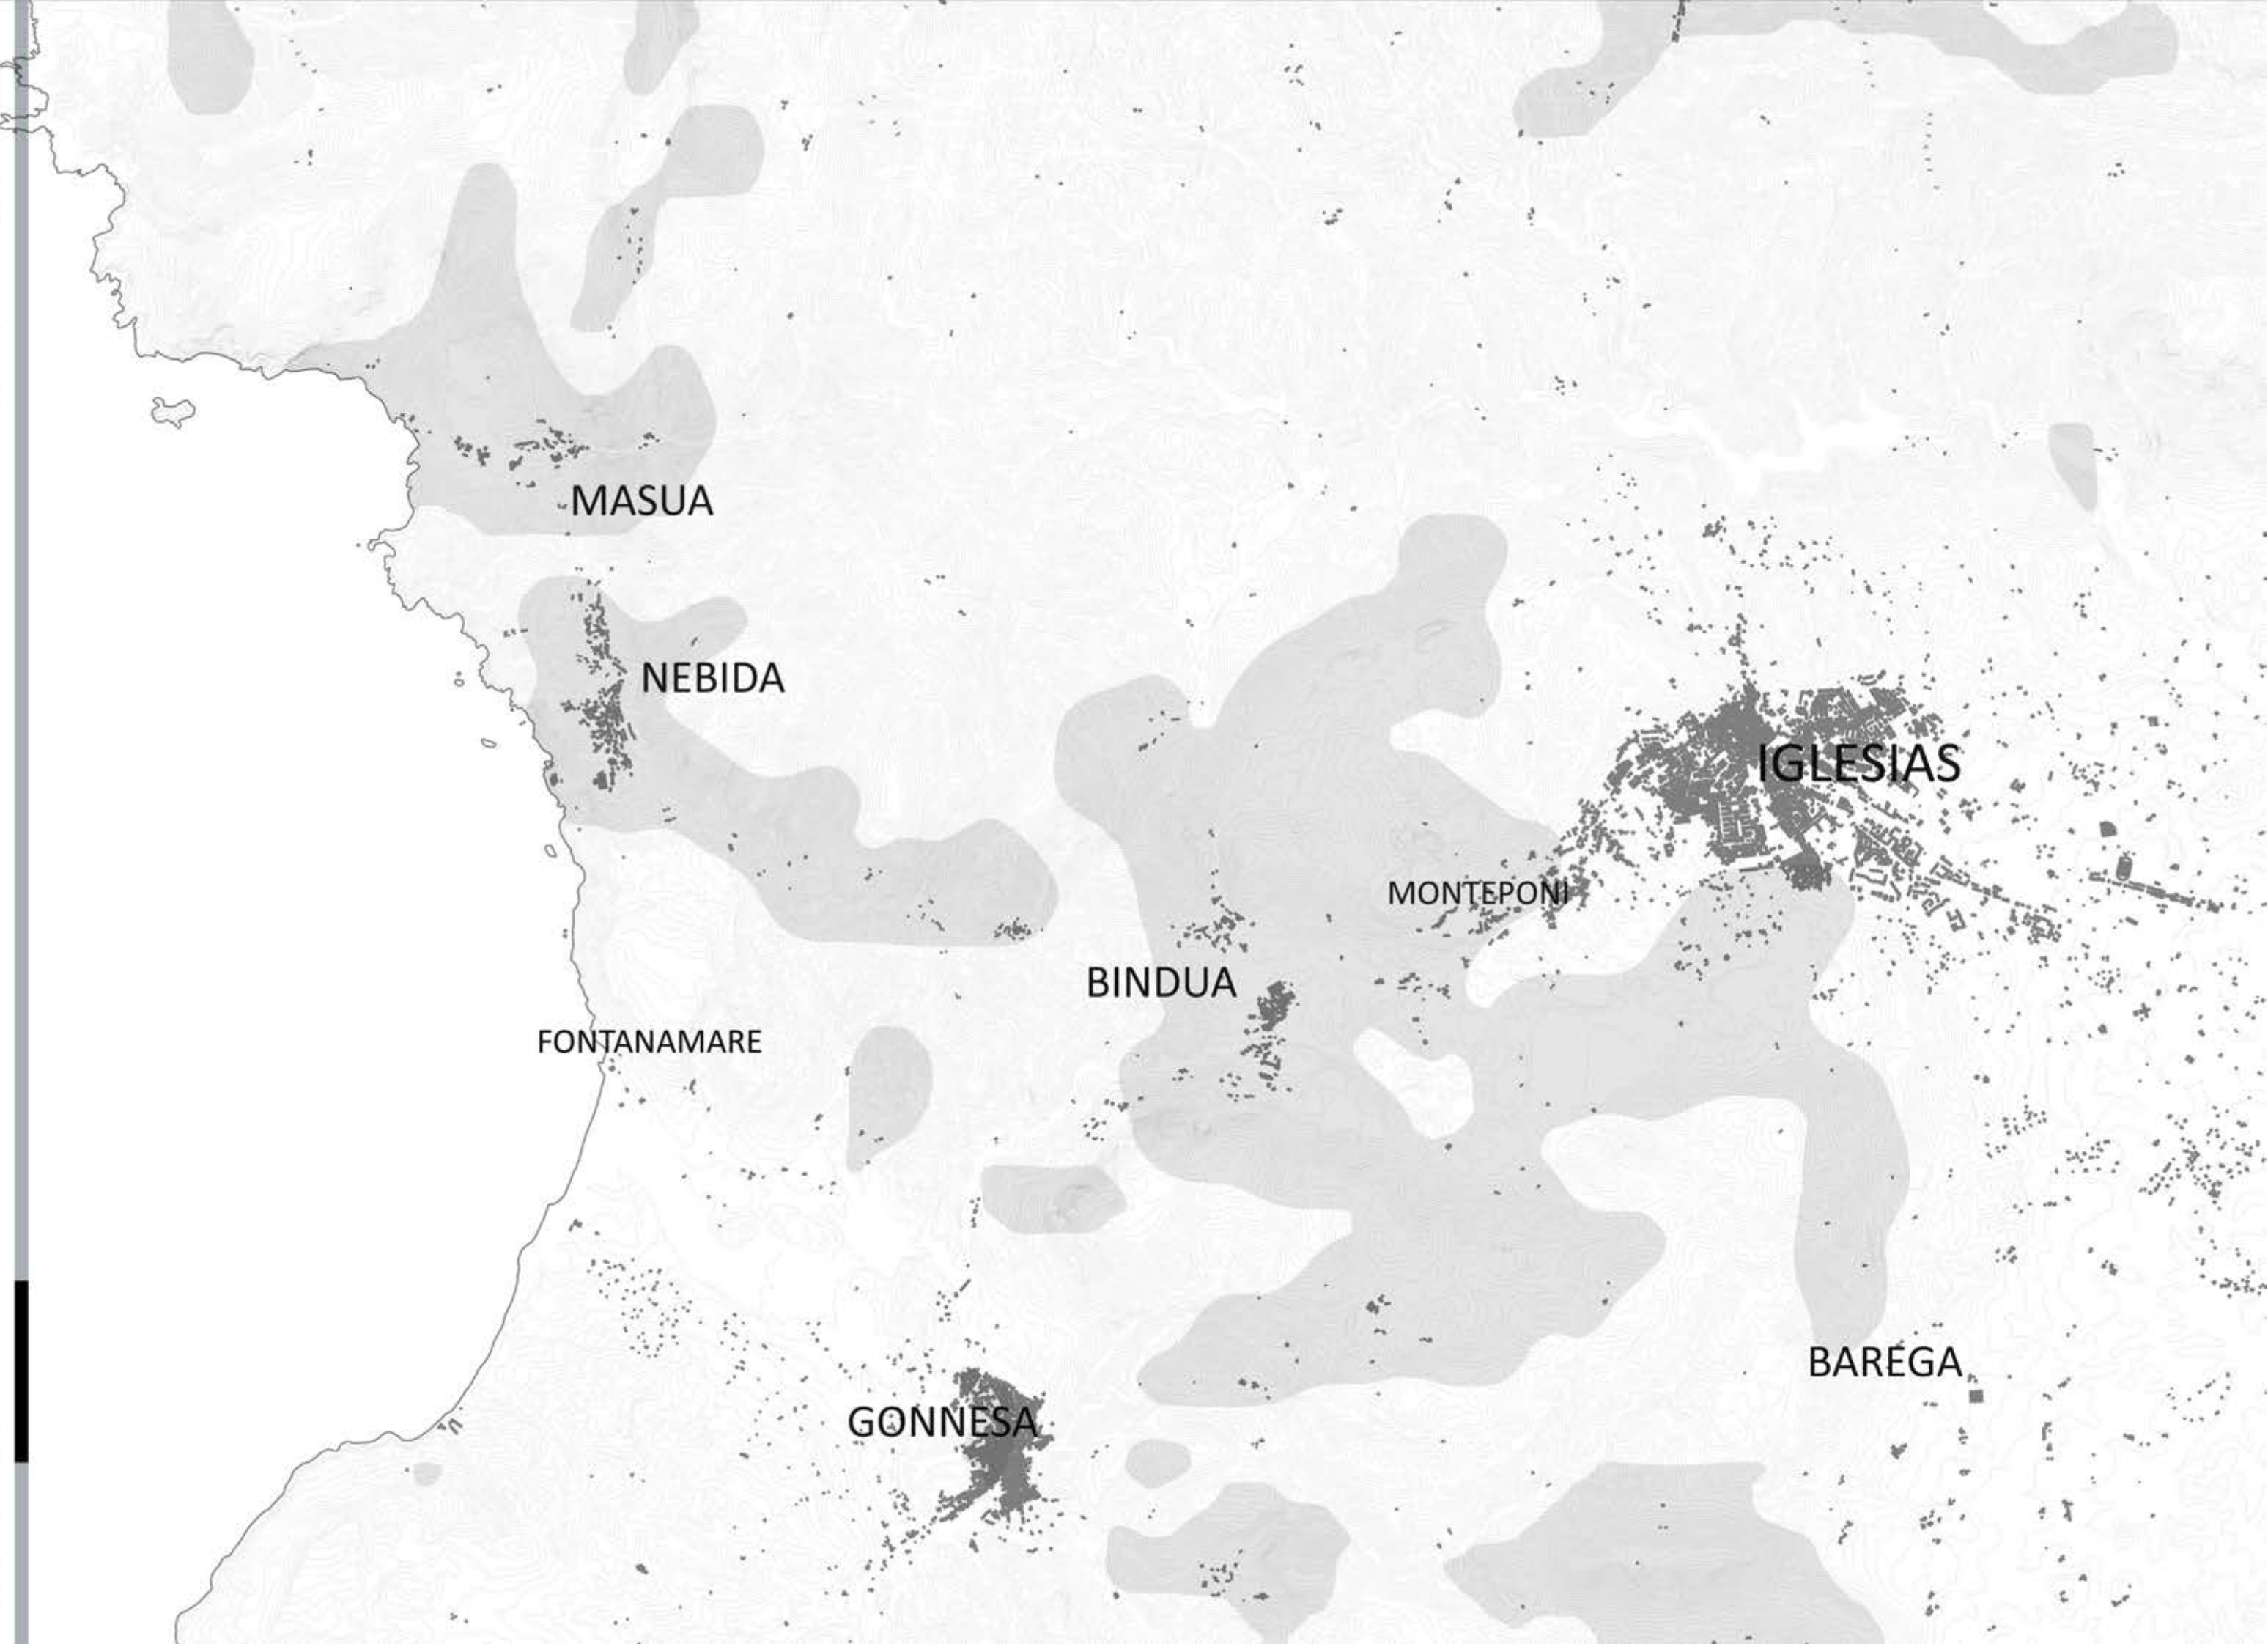 MASUA
NEBIDA
IGLESIAS
MONTEPONI
BINDUA
FONTANAMARE
BAREGA
GONNESA